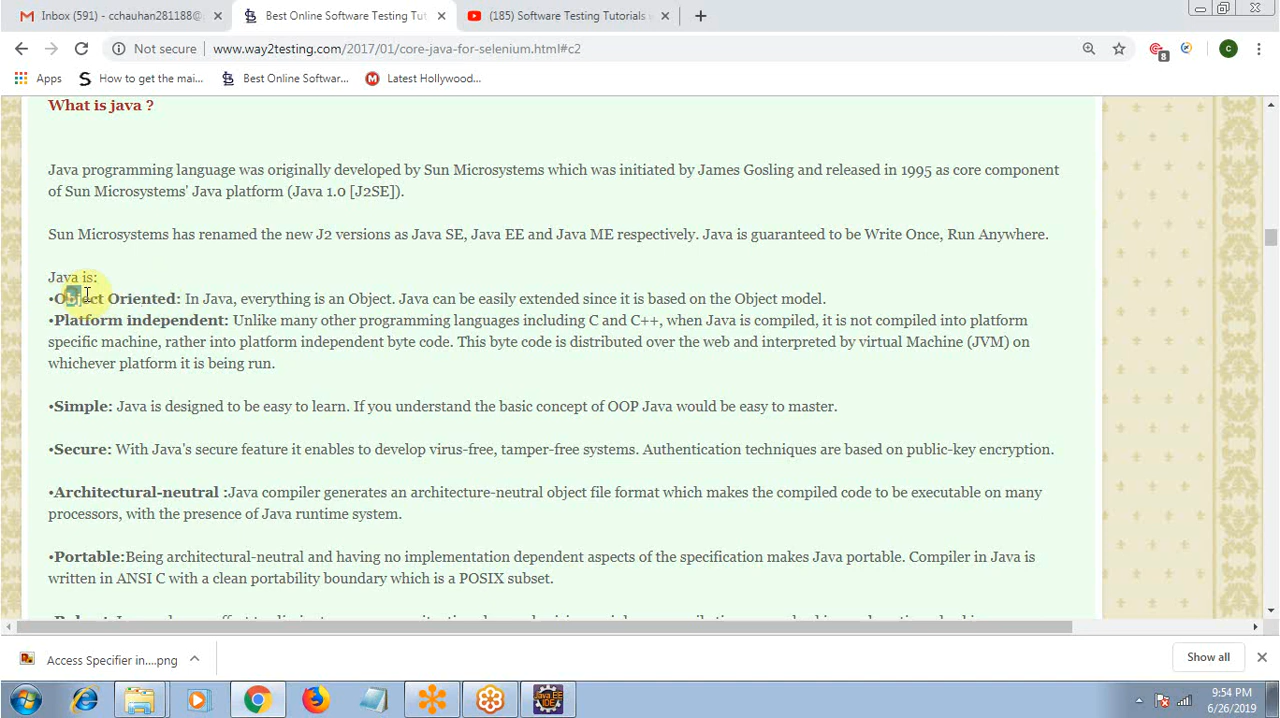 Inbox (591) - cchauhan281188@
Best Online Software Testing Tut
(185) Software Testing Tutorials
Not secure
www.way2testing.com/2017/01/core-java-for-selenium.html#c2
8
C
Apps
How to get the mai...
Best Online Softwar...
Latest Hollywood...
What is java ?
Java programming language was originally developed by Sun Microsystems which was initiated by James Gosling and released in 1995 as core component
of Sun Microsystems' Java platform (Java 1.0 [J2SE]).
Sun Microsystems has renamed the new J2 versions as Java SE, Java EE and Java ME respectively. Java is guaranteed to be Write Once, Run Anywhere.
Java is:
•Object Oriented: In Java, everything is an Object. Java can be easily extended since it is based on the Object model.
•Platform independent: Unlike many other programming languages including C and C++, when Java is compiled, it is not compiled into platform
specific machine, rather into platform independent byte code. This byte code is distributed over the web and interpreted by virtual Machine (JVM) on
whichever platform it is being run.
•Simple: Java is designed to be easy to learn. If you understand the basic concept of OOP Java would be easy to master.
•Secure: With Java's secure feature it enables to develop virus-free, tamper-free systems. Authentication techniques are based on public-key encryption.
•Architectural-neutral :Java compiler generates an architecture-neutral object file format which makes the compiled code to be executable on many
processors, with the presence of Java runtime system.
•Portable:Being architectural-neutral and having no implementation dependent aspects of the specification makes Java portable. Compiler in Java is
written in ANSI C with a clean portability boundary which is a POSIX subset.
Access Specifier in....png
Show all
Java EE
IDE
9:54 PM
6/26/2019